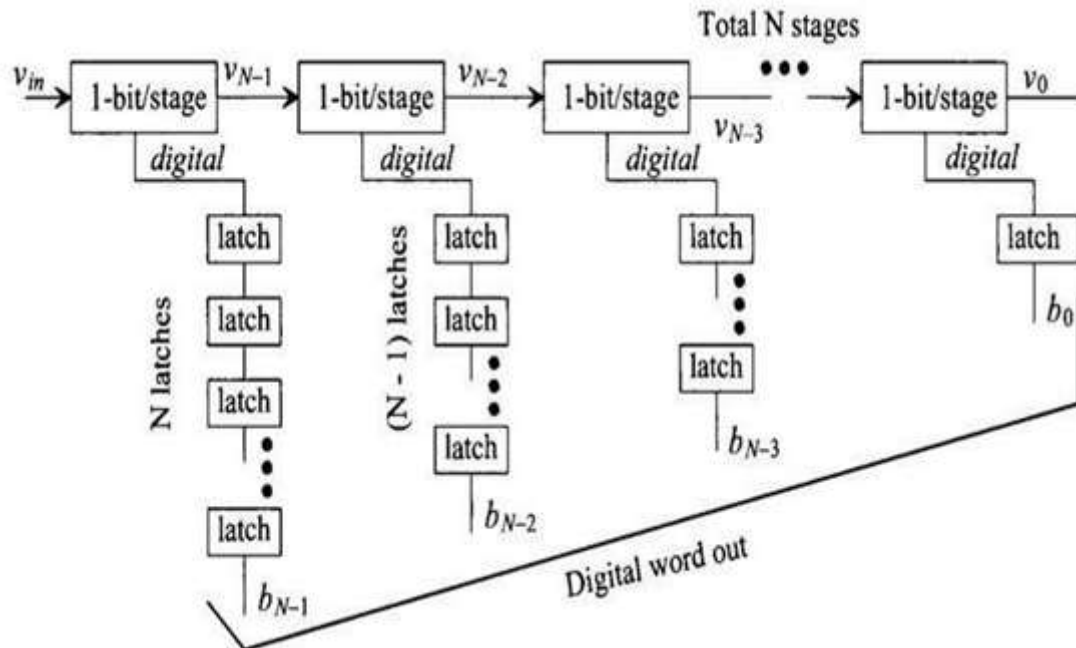 Total N stages
v_in
1-bit/stage
v_N–1
1-bit/stage
v_N–2
1-bit/stage
v_N–3
1-bit/stage
v_0
digital
digital
digital
digital
N latches
latch
latch
latch
latch
b_N–1
(N - 1) latches
latch
latch
latch
b_N–2
latch
latch
b_N–3
latch
b_0
Digital word out